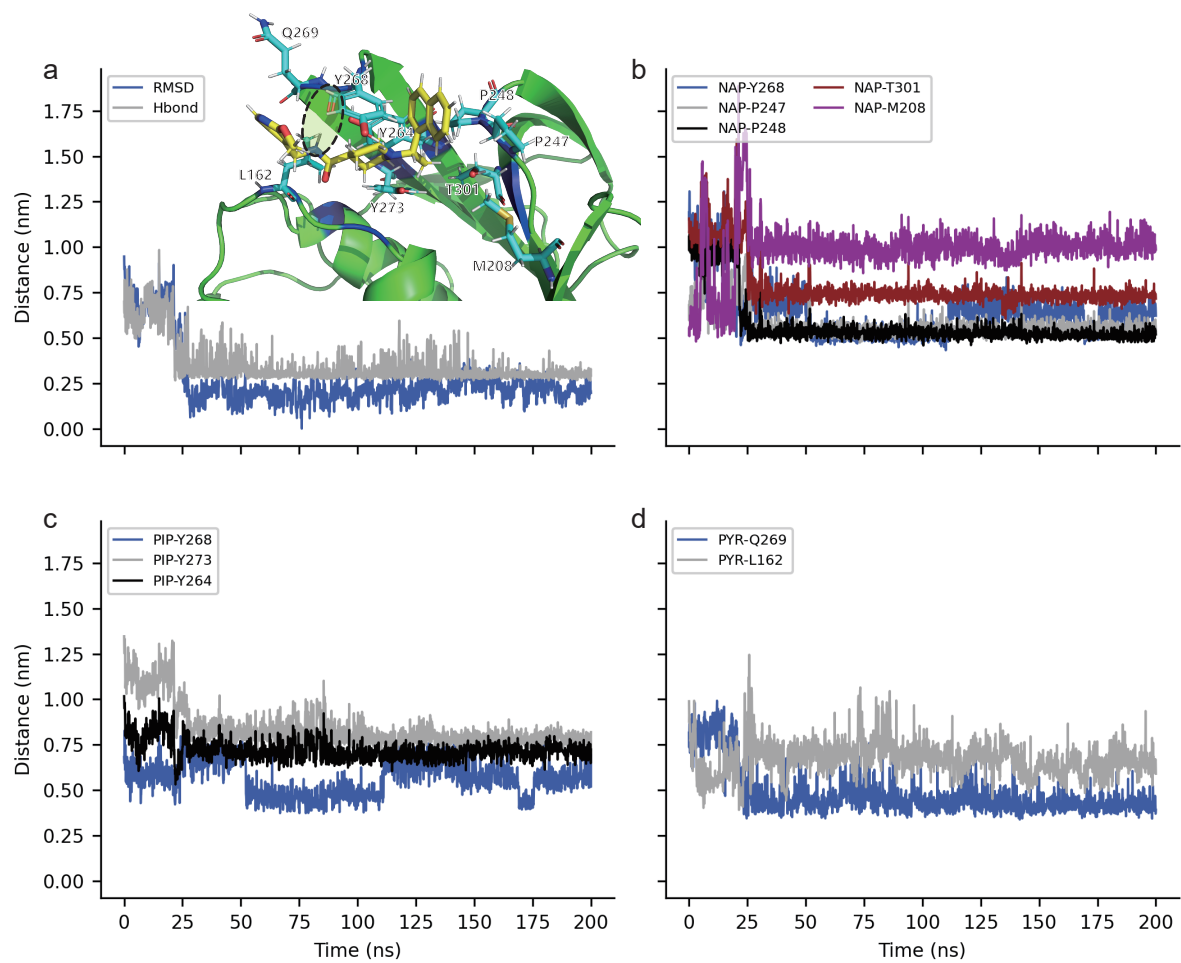 a
RMSD
Hbond
Q269
Y268
P248
Y264
P247
L162
T301
Y273
M208
1.75
1.50
1.25
1.00
0.75
0.50
0.25
0.00
Distance (nm)
b
NAP-Y268
NAP-P247
NAP-P248
NAP-T301
NAP-M208
c
PIP-Y268
PIP-Y273
PIP-Y264
1.75
1.50
1.25
1.00
0.75
0.50
0.25
0.00
Distance (nm)
0 25 50 75 100 125 150 175 200
Time (ns)
d
PYR-Q269
PYR-L162
0 25 50 75 100 125 150 175 200
Time (ns)